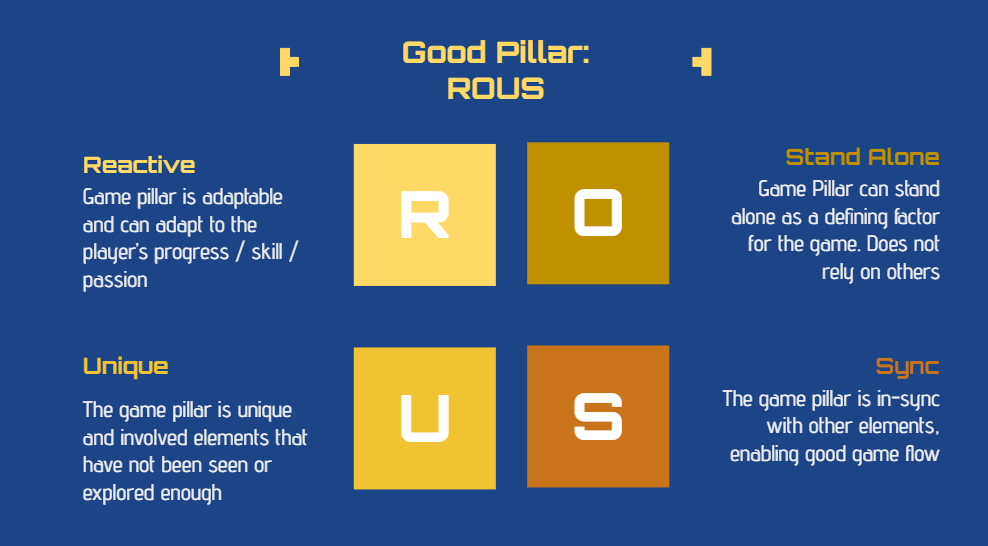 Good Pillar:
ROUS
Reactive
Game pillar is adaptable
and can adapt to the
player's progress / skill /
passion
R
O
Stand Alone
Game Pillar can stand
alone as a defining factor
for the game. Does not
rely on others
Unique
The game pillar is unique
and involved elements that
have not been seen or
explored enough
U
S
Sync
The game pillar is in-sync
with other elements,
enabling good game flow